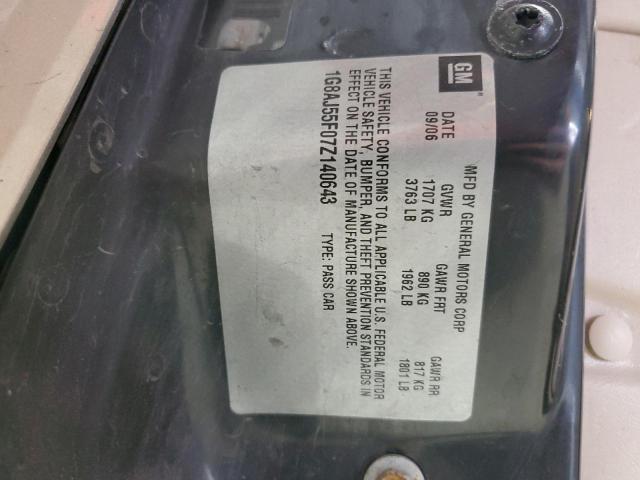 GM
MFD BY GENERAL MOTORS CORP
DATE GVWR GAWR FRT GAWR RR
09/06 1707 KG 890 KG 817 KG
3763 LB 1962 LB 1801 LB
THIS VEHICLE CONFORMS TO ALL APPLICABLE U.S. FEDERAL MOTOR
VEHICLE SAFETY, BUMPER, AND THEFT PREVENTION STANDARDS IN
EFFECT ON THE DATE OF MANUFACTURE SHOWN ABOVE.
1G8AJ55F07Z140643 TYPE: PASS CAR